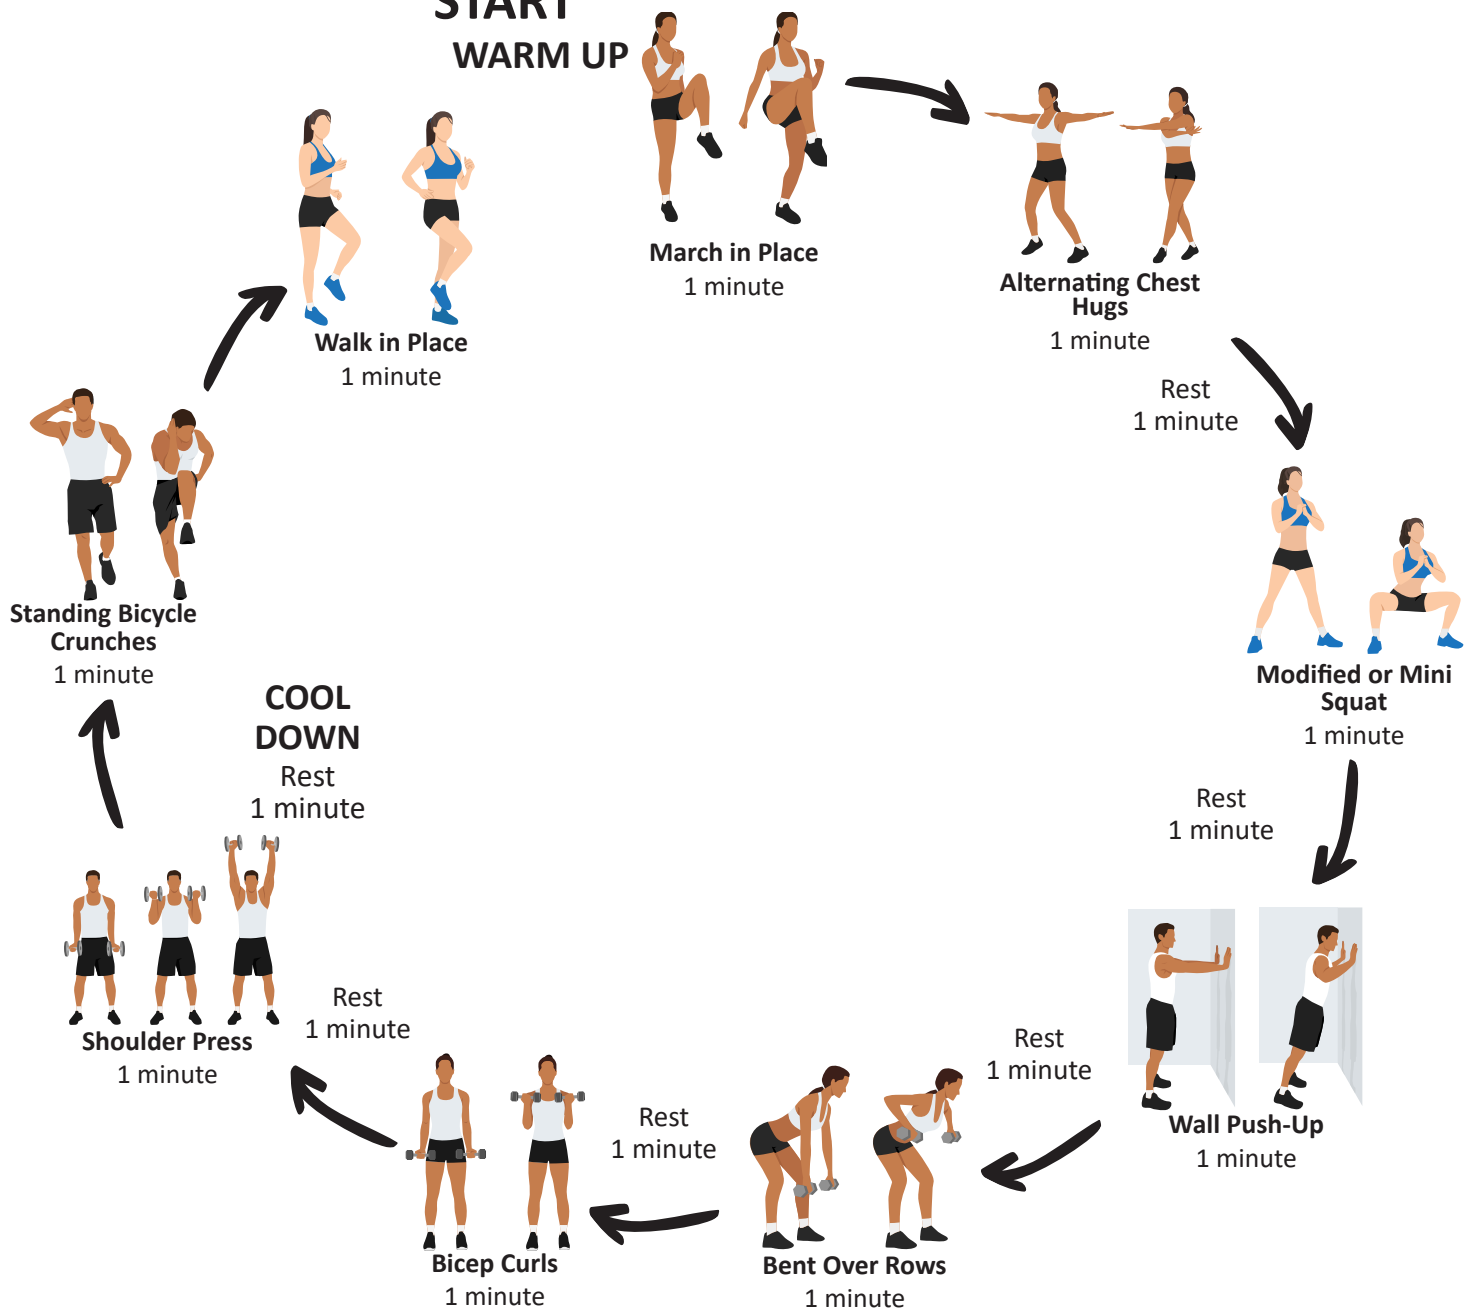 START
WARM UP
March in Place
1 minute
Alternating Chest
Hugs
1 minute
Rest
1 minute
Modified or Mini
Squat
1 minute
Rest
1 minute
Wall Push-Up
1 minute
Rest
1 minute
Bent Over Rows
1 minute
Rest
1 minute
Bicep Curls
1 minute
Rest
1 minute
Shoulder Press
1 minute
COOL
DOWN
Rest
1 minute
Standing Bicycle
Crunches
1 minute
Walk in Place
1 minute